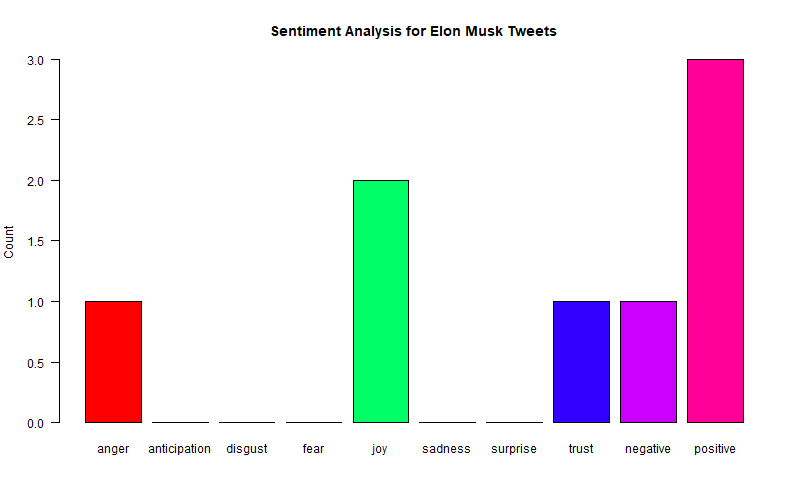 Sentiment Analysis for Elon Musk Tweets
Count
3.0
2.5
2.0
1.5
1.0
0.5
0.0
anger anticipation disgust fear joy sadness surprise trust negative positive